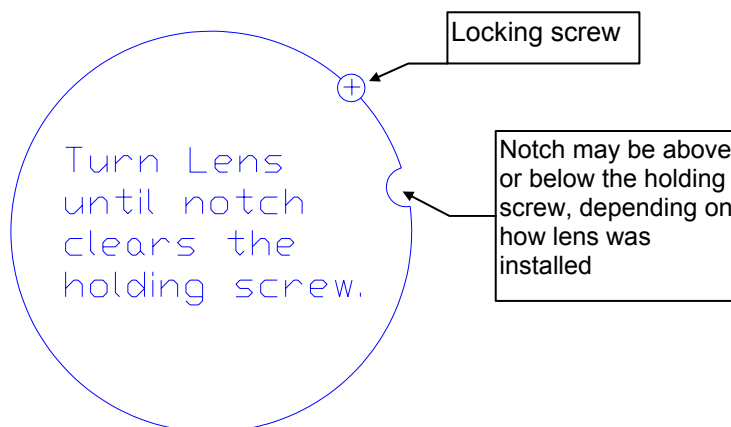 Locking screw
Turn Lens
until notch
clears the
holding screw.
Notch may be above
or below the holding
screw, depending on
how lens was
installed